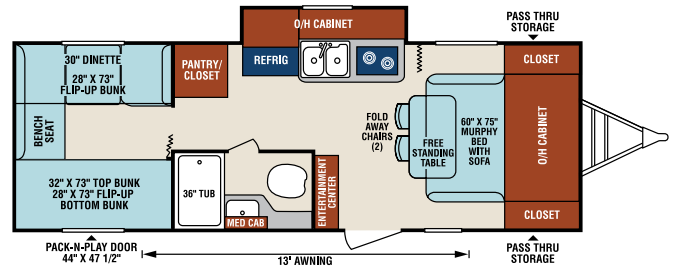 PASS THRU
STORAGE
O/H CABINET
30" DINETTE
28" X 73"
FLIP-UP BUNK
PANTRY/
CLOSET
REFRIG
CLOSET
BENCH
SEAT
FOLD
AWAY
CHAIRS
(2)
FREE
STANDING
TABLE
60" X 75"
MURPHY
BED
WITH
SOFA
O/H CABINET
32" X 73" TOP BUNK
28" X 73" FLIP-UP
BOTTOM BUNK
36" TUB
MED CAB
ENTERTAINMENT
CENTER
CLOSET
PACK-N-PLAY DOOR
44" X 47 1/2"
13' AWNING
PASS THRU
STORAGE